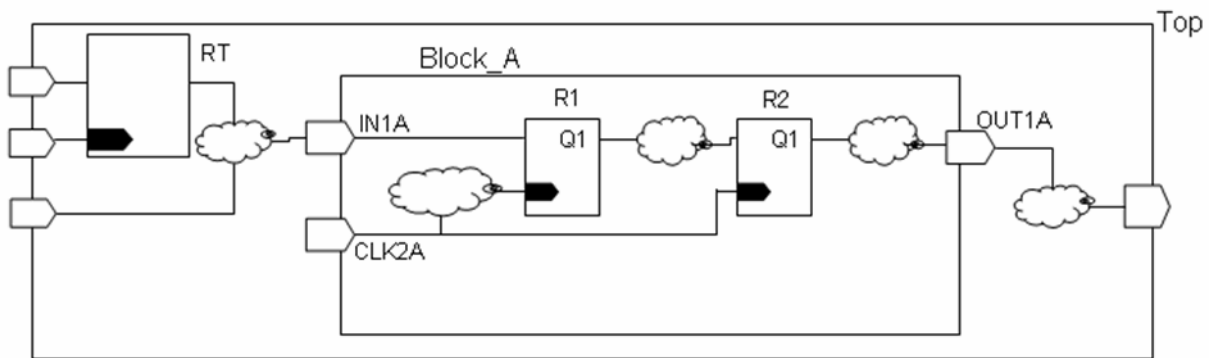 Top
RT
Block_A
R1
R2
IN1A
Q1
Q1
OUT1A
CLK2A